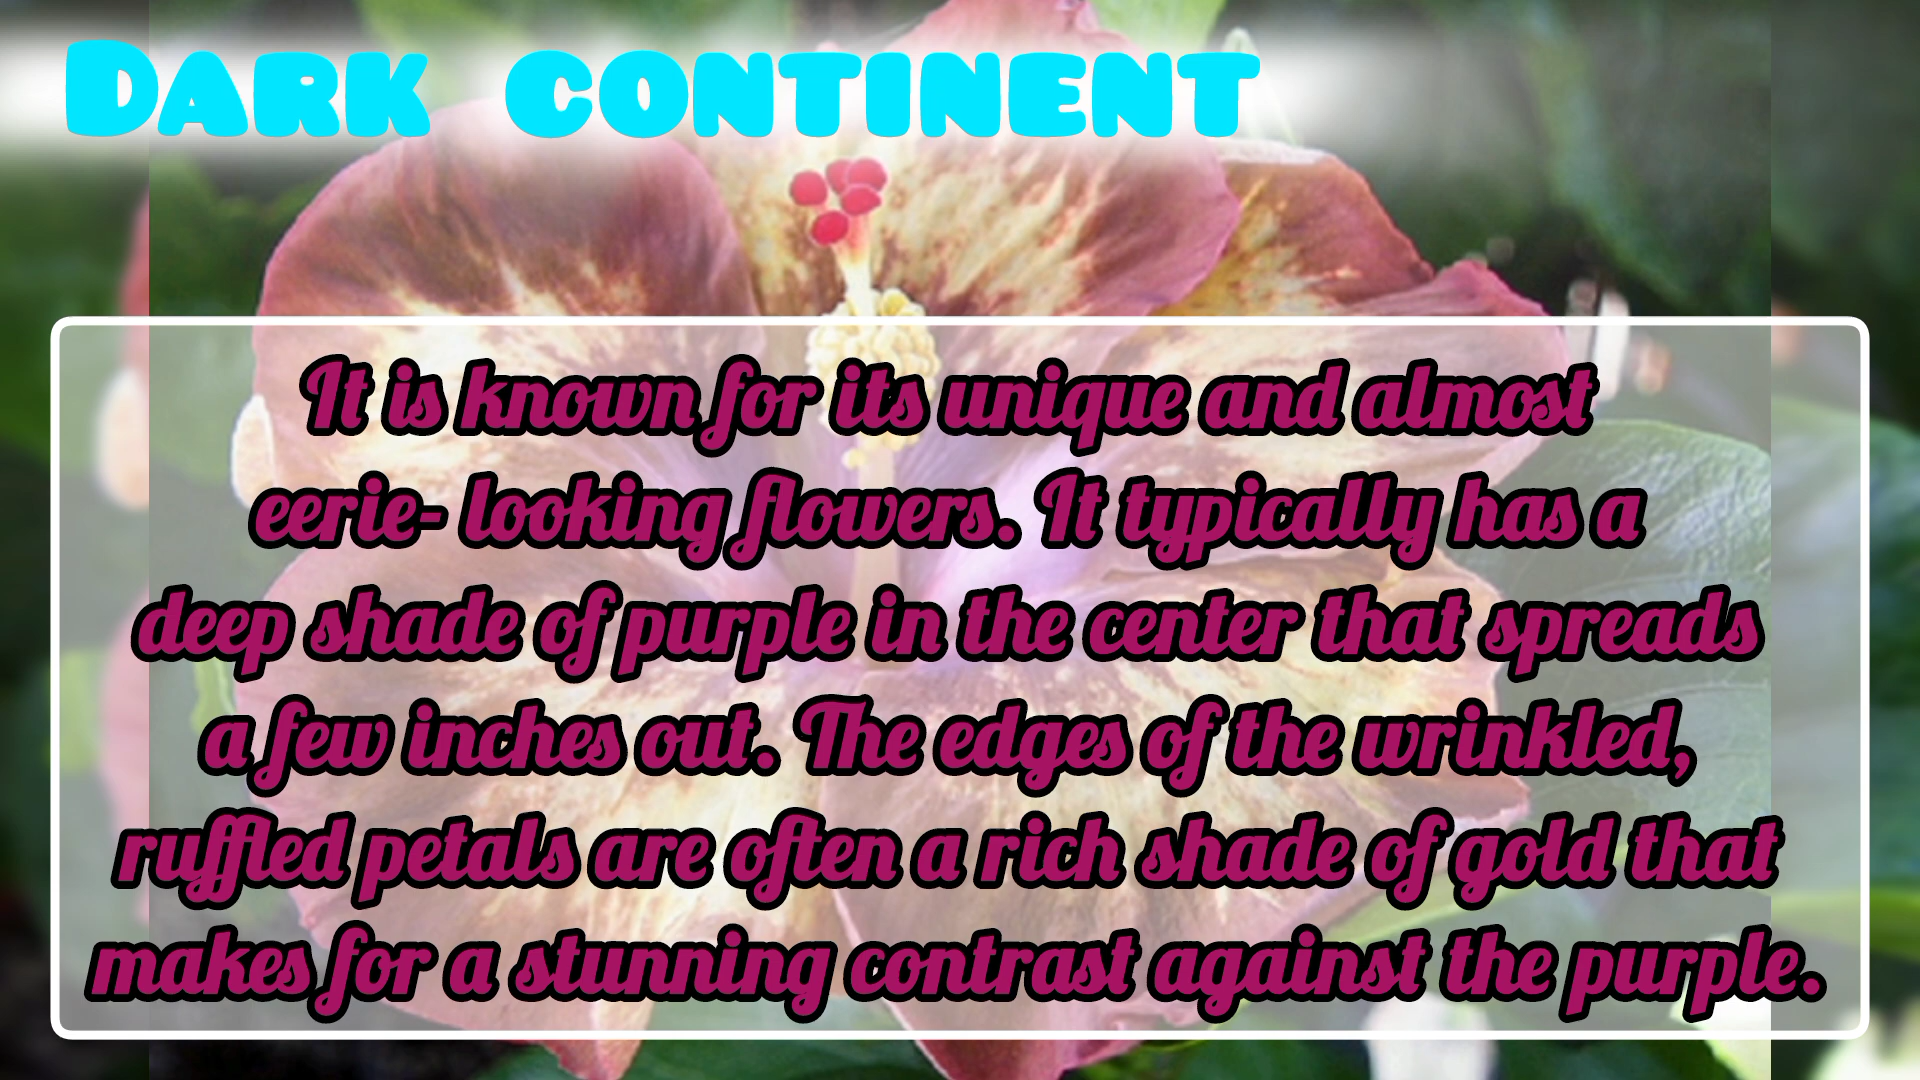 Dark continent
It is known for its unique and almost
eerie- looking flowers. It typically has a
deep shade of purple in the center that spreads
a few inches out. The edges of the wrinkled,
ruffled petals are often a rich shade of gold that
makes for a stunning contrast against the purple.